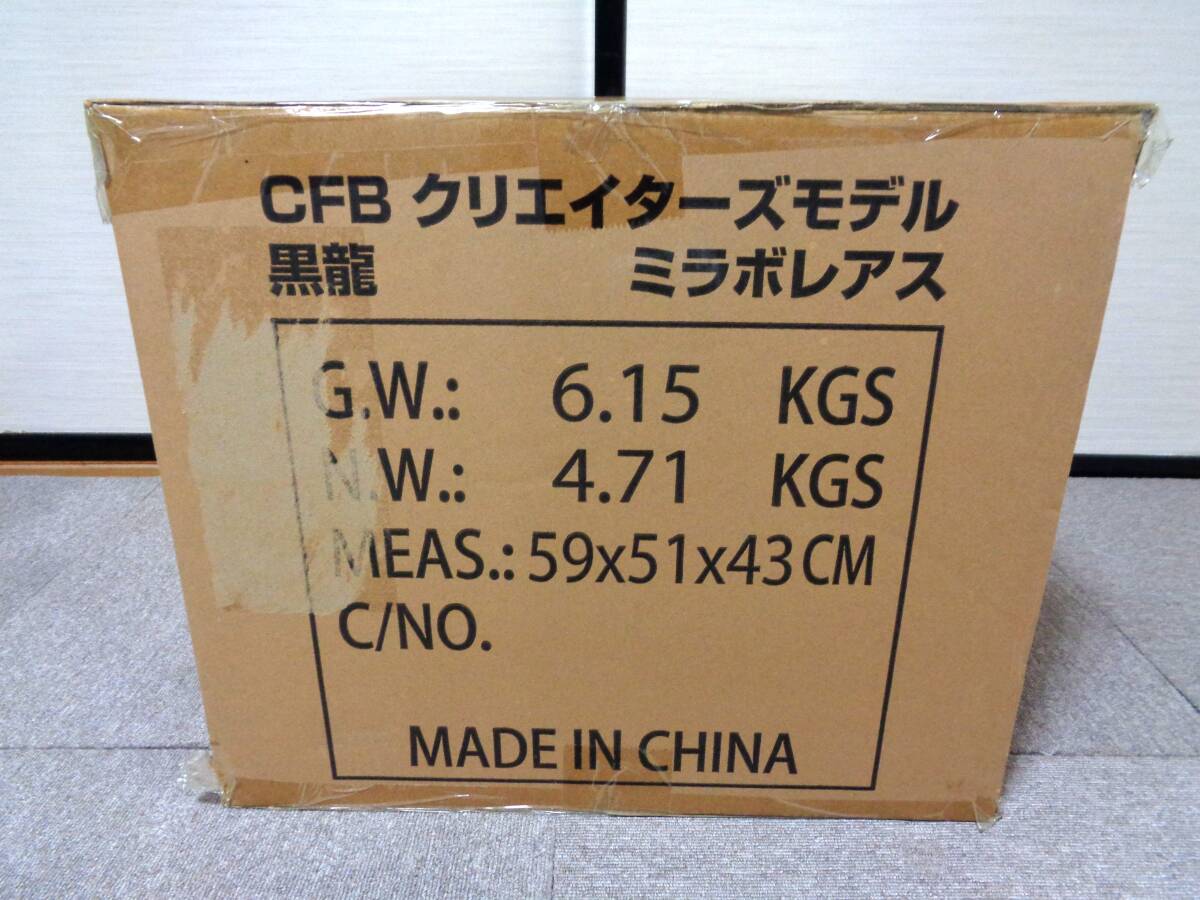 CFB クリエイターズモデル
黒龍 ミラボレアス
G.W.: 6.15 KGS
N.W.: 4.71 KGS
MEAS.: 59x51x43 CM
C/NO.
MADE IN CHINA